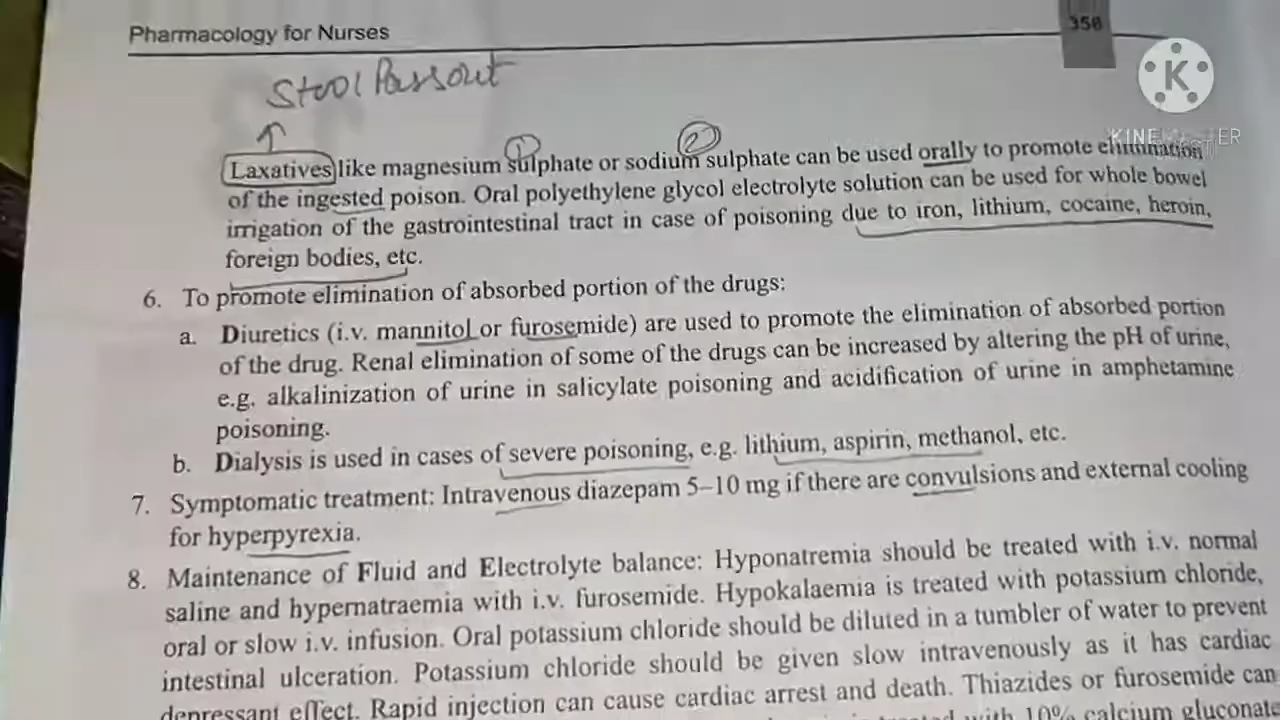 Pharmacology for Nurses
356
Stool Passout
K
KINEMASTER
1 2
Laxatives like magnesium sulphate or sodium sulphate can be used orally to promote elimination
of the ingested poison. Oral polyethylene glycol electrolyte solution can be used for whole bowel
irrigation of the gastrointestinal tract in case of poisoning due to iron, lithium, cocaine, heroin,
foreign bodies, etc.
6. To promote elimination of absorbed portion of the drugs:
a. Diuretics (i.v. mannitol or furosemide) are used to promote the elimination of absorbed portion
of the drug. Renal elimination of some of the drugs can be increased by altering the pH of urine,
e.g. alkalinization of urine in salicylate poisoning and acidification of urine in amphetamine
poisoning.
b. Dialysis is used in cases of severe poisoning, e.g. lithium, aspirin, methanol, etc.
7. Symptomatic treatment: Intravenous diazepam 5–10 mg if there are convulsions and external cooling
for hyperpyrexia.
8. Maintenance of Fluid and Electrolyte balance: Hyponatremia should be treated with i.v. normal
saline and hypernatraemia with i.v. furosemide. Hypokalaemia is treated with potassium chloride,
oral or slow i.v. infusion. Oral potassium chloride should be diluted in a tumbler of water to prevent
intestinal ulceration. Potassium chloride should be given slow intravenously as it has cardiac
depressant effect. Rapid injection can cause cardiac arrest and death. Thiazides or furosemide can
with 10% calcium gluconate